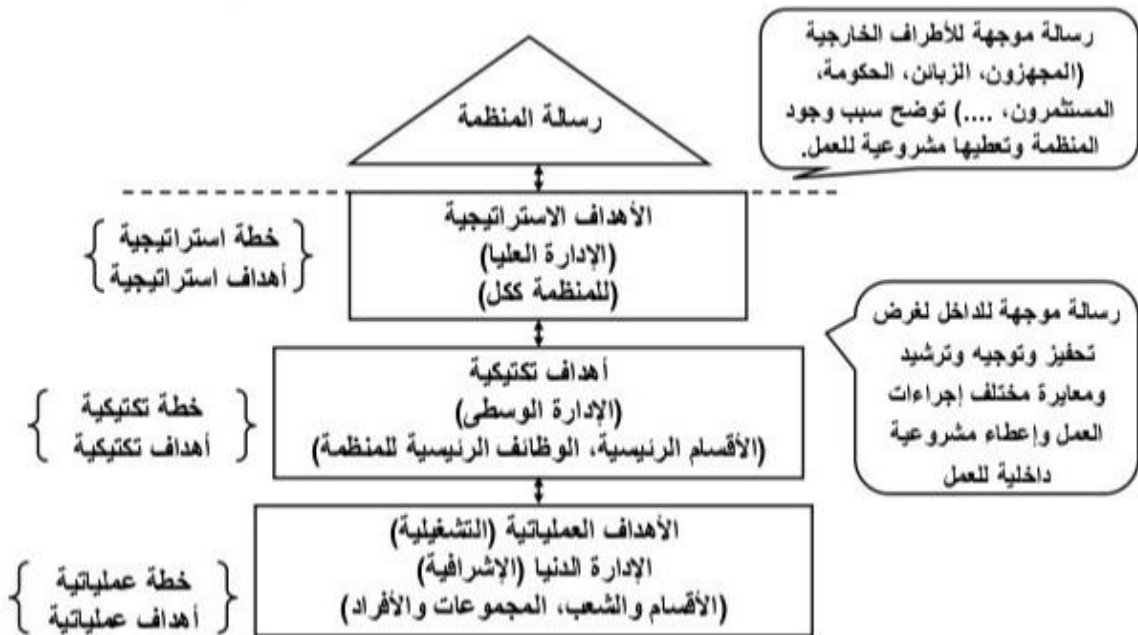 رسالة موجهة للأطراف الخارجية
(المجهزون، الزبائن، الحكومة،
المستثمرون، ....) توضح سبب وجود
المنظمة وتعطيها مشروعية للعمل.
رسالة المنظمة
الأهداف الاستراتيجية
(الإدارة العليا)
(للمنظمة ككل)
خطة استراتيجية
أهداف استراتيجية
رسالة موجهة للداخل لغرض
تحفيز وتوجيه وترشيد
ومعايرة مختلف إجراءات
العمل وإعطاء مشروعية
داخلية للعمل
أهداف تكتيكية
(الإدارة الوسطى)
(الأقسام الرئيسية، الوظائف الرئيسية للمنظمة)
خطة تكتيكية
أهداف تكتيكية
الأهداف العملياتية (التشغيلية)
الإدارة الدنيا (الإشرافية)
(الأقسام والشعب، المجموعات والأفراد)
خطة عملياتية
أهداف عملياتية